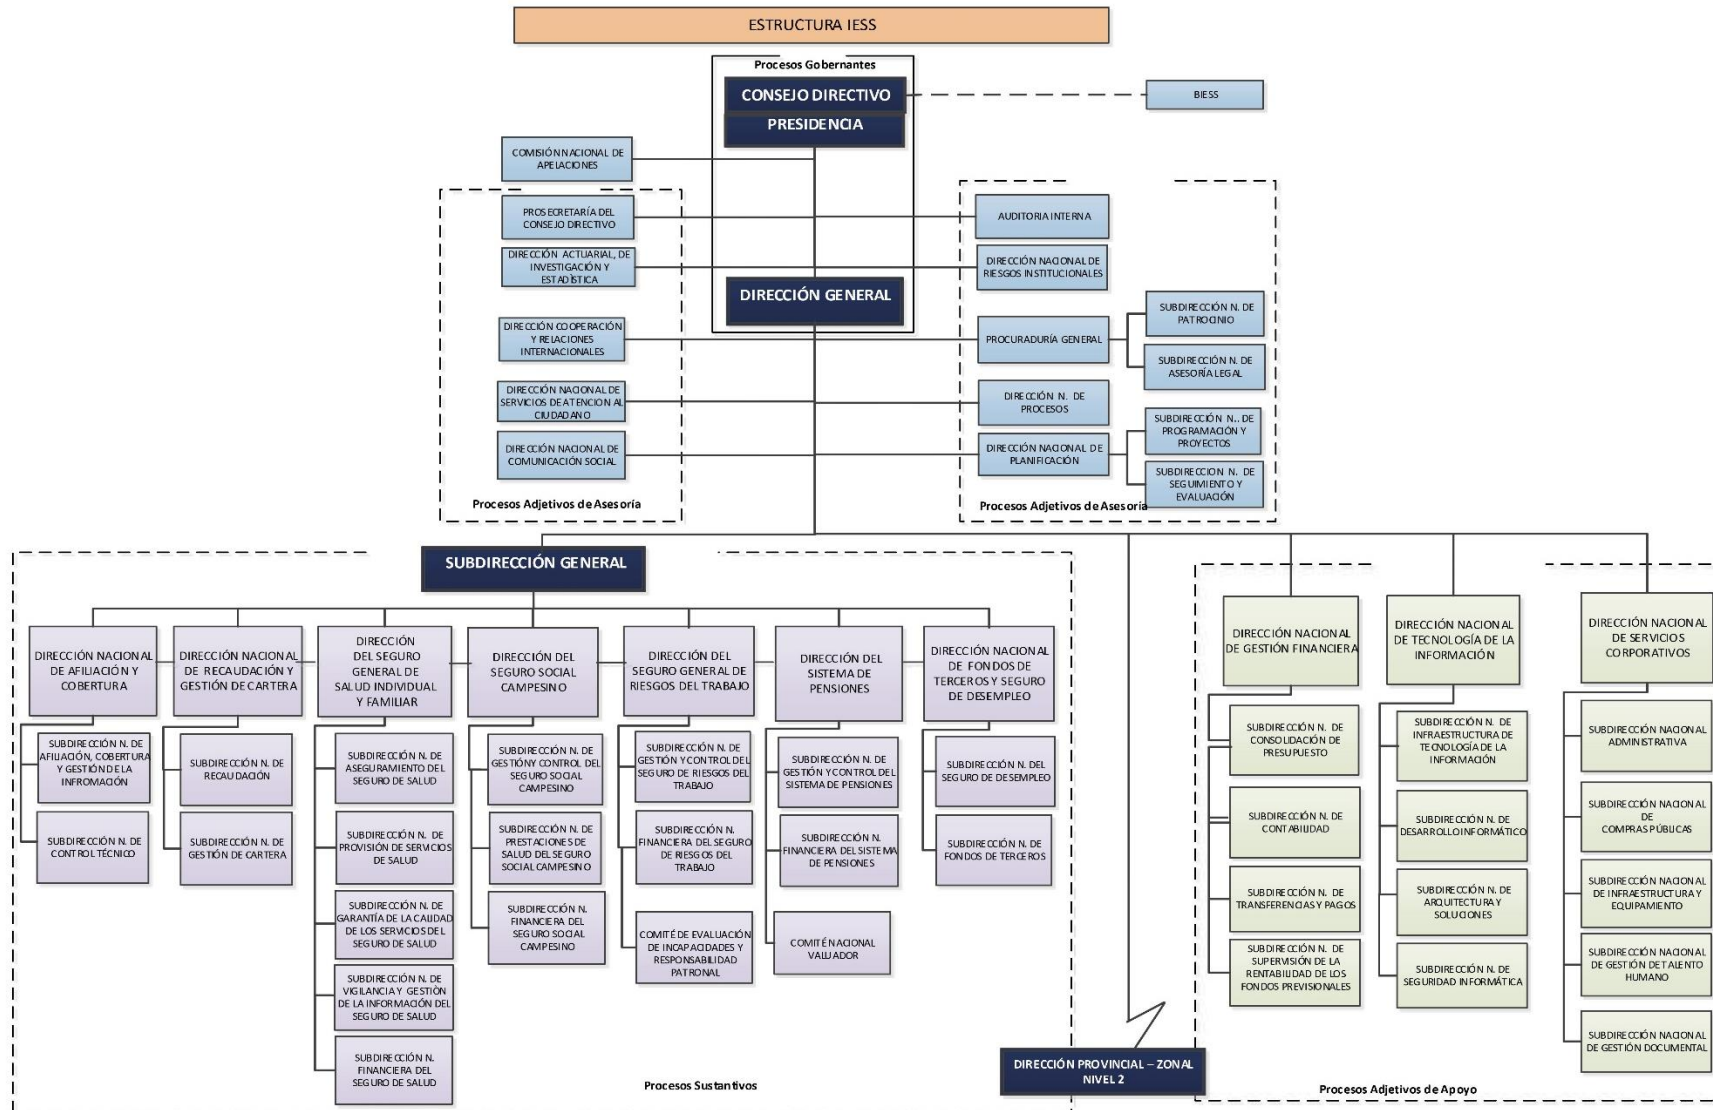 ESTRUCTURA IESS
Procesos Gobernantes
CONSEJO DIRECTIVO
PRESIDENCIA
BIESS
COMISIÓN NACIONAL DE
APELACIONES
PROSECRETARÍA DEL
CONSEJO DIRECTIVO
AUDITORIA INTERNA
DIRECCIÓN ACTUARIAL, DE
INVESTIGACIÓN Y
ESTADÌSTICA
DIRECCIÓN NACIONAL DE
RIESGOS INSTITUCIONALES
DIRECCIÓN GENERAL
DIRECCIÓN COOPERACIÓN
Y RELACIONES
INTERNACIONALES
PROCURADURÍA GENERAL
SUBDIRECCIÓN N. DE
PATROCINIO
SUBDIRECCIÓN N. DE
ASESORÍA LEGAL
DIRECCIÓN NACIONAL DE
SERVICIOS DE ATENCION AL
CIUDADANO
DIRECCIÓN N. DE
PROCESOS
DIRECCIÓN NACIONAL DE
COMUNICACIÓN SOCIAL
DIRECCIÓN NACIONAL DE
PLANIFICACIÓN
SUBDIRECCIÓN N.. DE
PROGRAMACIÓN Y
PROYECTOS
SUBDIRECCION N. DE
SEGUIMIENTO Y
EVALUACIÓN
Procesos Adjetivos de Asesoría
Procesos Adjetivos de Asesoría
SUBDIRECCIÓN GENERAL
DIRECCIÓN NACIONAL
DE AFILIACIÓN Y
COBERTURA
SUBDIRECCIÓN N. DE
AFILIACIÓN, COBERTURA
Y GESTIÓN DE LA
INFROMACIÓN
SUBDIRECCIÓN N. DE
CONTROL TÉCNICO
DIRECCIÓN NACIONAL
DE RECAUDACIÓN Y
GESTIÓN DE CARTERA
SUBDIRECCIÓN N. DE
RECAUDACIÓN
SUBDIRECCIÓN N. DE
GESTIÓN DE CARTERA
DIRECCIÓN
DEL SEGURO
GENERAL DE
SALUD INDIVIDUAL
Y FAMILIAR
SUBDIRECCIÓN N. DE
ASEGURAMIENTO DEL
SEGURO DE SALUD
SUBDIRECCIÓN N. DE
PROVISIÓN DE SERVICIOS
DE SALUD
SUBDIRECCIÓN N. DE
GARANTÍA DE LA CALIDAD
DE LOS SERVICIOS DEL
SEGURO DE SALUD
SUBDIRECCIÓN N. DE
VIGILANCIA Y GESTIÒN
DE LA INFORMACIÓN DEL
SEGURO DE SALUD
SUBDIRECCIÓN N.
FINANCIERA DEL
SEGURO DE SALUD
DIRECCIÓN DEL
SEGURO SOCIAL
CAMPESINO
SUBDIRECCIÓN N. DE
GESTIÓN Y CONTROL DEL
SEGURO SOCIAL
CAMPESINO
SUBDIRECCIÓN N. DE
PRESTACIONES DE
SALUD DEL SEGURO
SOCIAL CAMPESINO
SUBDIRECCIÓN N.
FINANCIERA DEL
SEGURO SOCIAL
CAMPESINO
DIRECCIÓN DEL
SEGURO GENERAL DE
RIESGOS DEL TRABAJO
SUBDIRECCIÓN N. DE
GESTIÓN Y CONTROL DEL
SEGURO DE RIESGOS DEL
TRABAJO
SUBDIRECCIÓN N.
FINANCIERA DEL SEGURO
DE RIESGOS DEL
TRABAJO
COMITÉ DE EVALUACIÓN
DE INCAPACIDADES Y
RESPONSABILIDAD
PATRONAL
DIRECCIÓN DEL
SISTEMA DE
PENSIONES
SUBDIRECCIÓN N. DE
GESTIÓN Y CONTROL DEL
SISTEMA DE PENSIONES
SUBDIRECCIÓN N.
FINANCIERA DEL SISTEMA
DE PENSIONES
COMITÉ NACIONAL
VALUADOR
DIRECCIÓN NACIONAL
DE FONDOS DE
TERCEROS Y SEGURO
DE DESEMPLEO
SUBDIRECCIÓN N. DEL
SEGURO DE DESEMPLEO
SUBDIRECCIÓN N. DE
FONDOS DE TERCEROS
Procesos Sustantivos
DIRECCIÓN PROVINCIAL – ZONAL
NIVEL 2
DIRECCIÓN NACIONAL
DE GESTIÓN FINANCIERA
SUBDIRECCIÓN N. DE
CONSOLIDACIÓN DE
PRESUPUESTO
SUBDIRECCIÓN N. DE
CONTABILIDAD
SUBDIRECCIÓN N. DE
TRANSFERENCIAS Y PAGOS
SUBDIRECCIÓN N. DE
SUPERVISIÓN DE LA
RENTABILIDAD DE LOS
FONDOS PREVISIONALES
DIRECCIÓN NACIONAL
DE TECNOLOGÍA DE LA
INFORMACIÓN
SUBDIRECCIÓN N. DE
INFRAESTRUCTURA DE
TECNOLOGÍA DE LA
INFORMACIÓN
SUBDIRECCIÓN N. DE
DESARROLLO INFORMÁTICO
SUBDIRECCIÓN N. DE
ARQUITECTURA Y
SOLUCIONES
SUBDIRECCIÓN N. DE
SEGURIDAD INFORMÁTICA
DIRECCIÓN NACIONAL
DE SERVICIOS
CORPORATIVOS
SUBDIRECCIÓN NACIONAL
ADMINISTRATIVA
SUBDIRECCIÓN NACIONAL
DE
COMPRAS PÚBLICAS
SUBDIRECCIÓN NACIONAL
DE INFRAESTRUCTURA Y
EQUIPAMIENTO
SUBDIRECCIÓN NACIONAL
DE GESTIÓN DE TALENTO
HUMANO
SUBDIRECCIÓN NACIONAL
DE GESTIÓN DOCUMENTAL
Procesos Adjetivos de Apoyo